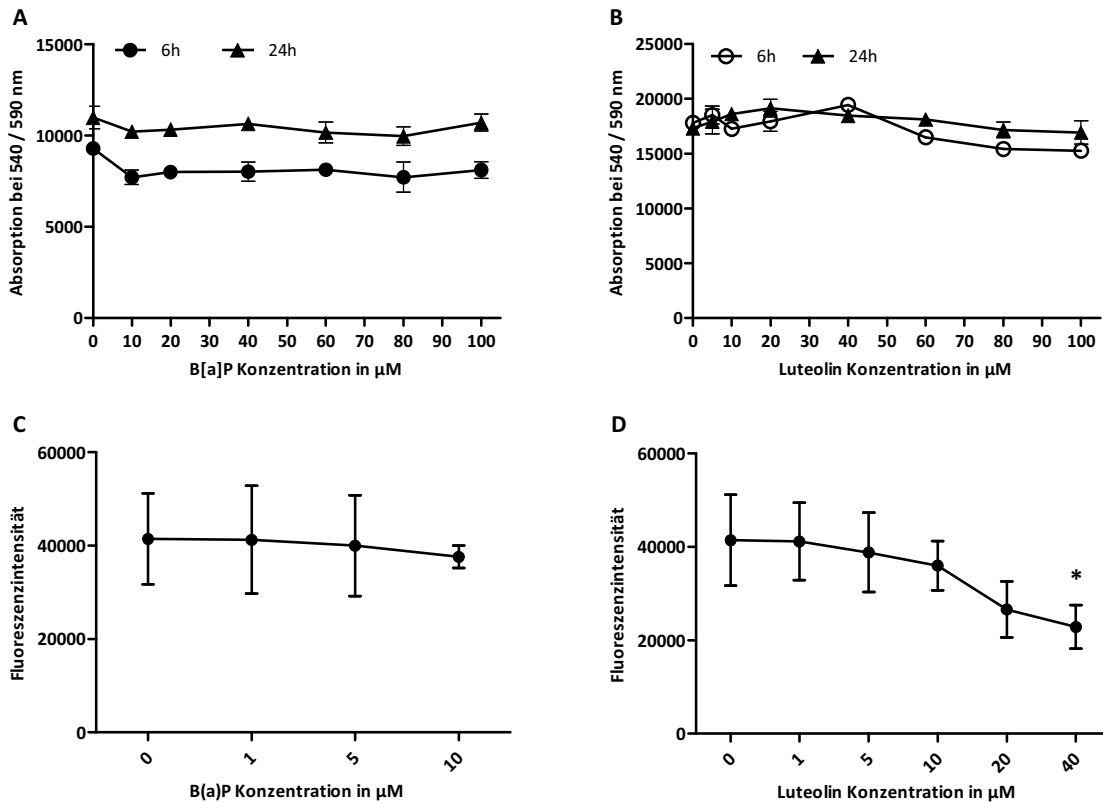 A
15000
10000
5000
0
6h
24h
0 10 20 30 40 50 60 70 80 90 100
Absorption bei 540 / 590 nm
B[a]P Konzentration in µM
B
25000
20000
15000
10000
5000
0
6h
24h
0 10 20 30 40 50 60 70 80 90 100
Absorption bei 540 / 590 nm
Luteolin Konzentration in µM
C
60000
40000
20000
0
0 1 5 10
Fluoreszenzintensität
B(a)P Konzentration in µM
D
60000
40000
20000
0
*
0 1 5 10 20 40
Fluoreszenzintensität
Luteolin Konzentration in µM